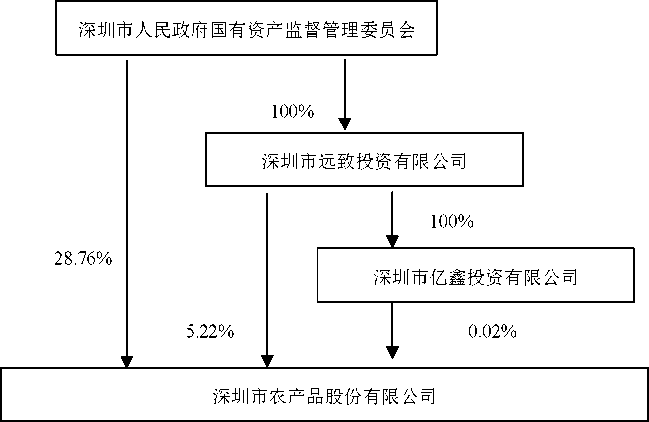 深圳市人民政府国有资产监督管理委员会
100%
深圳市远致投资有限公司
100%
28.76%
深圳市亿鑫投资有限公司
5.22%
0.02%
深圳市农产品股份有限公司